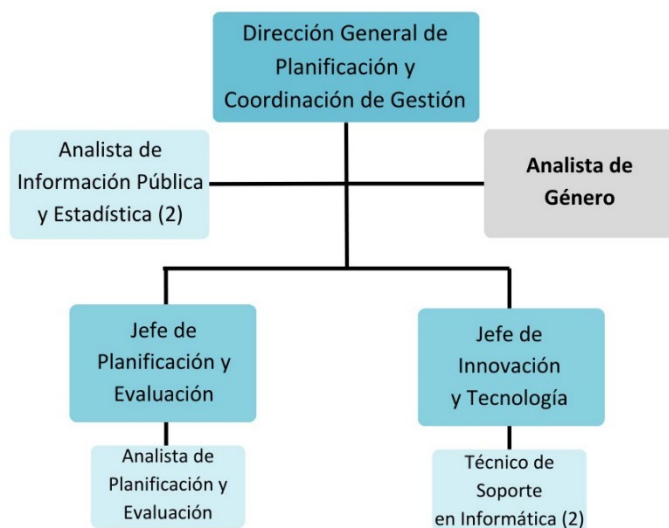 Dirección General de
Planificación y
Coordinación de Gestión
Analista de
Información Pública
y Estadística (2)
Analista de
Género
Jefe de
Planificación y
Evaluación
Jefe de
Innovación
y Tecnología
Analista de
Planificación y
Evaluación
Técnico de
Soporte
en Informática (2)